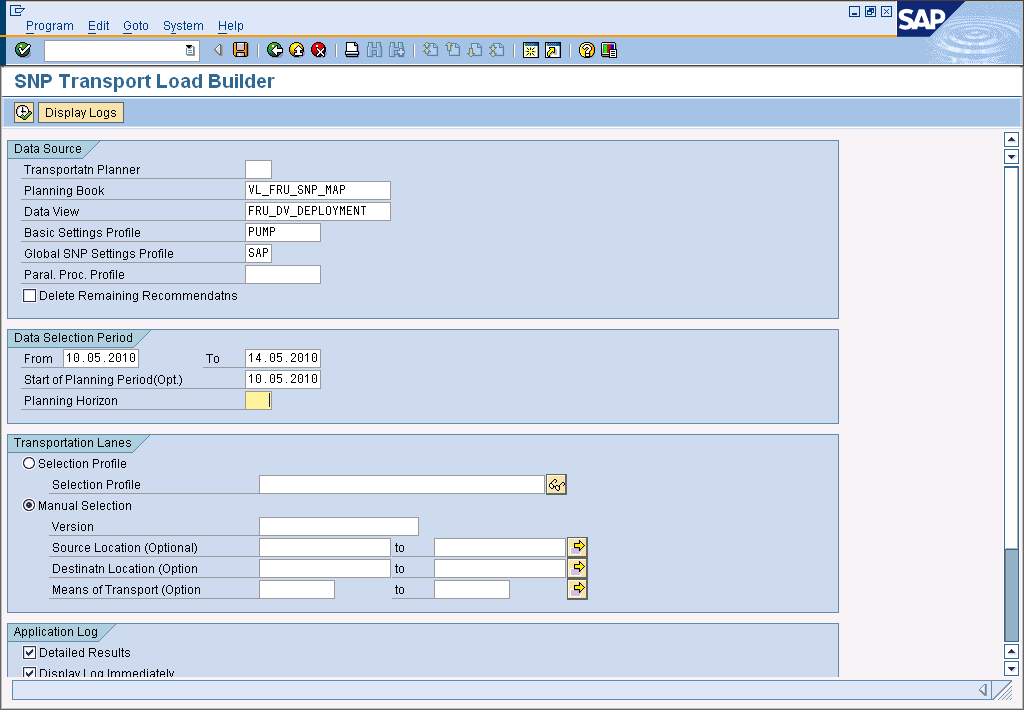 Program Edit Goto System Help
SAP
SNP Transport Load Builder
Display Logs
Data Source
Transportatn Planner
Planning Book VL_FRU_SNP_MAP
Data View FRU_DV_DEPLOYMENT
Basic Settings Profile PUMP
Global SNP Settings Profile SAP
Paral. Proc. Profile
Delete Remaining Recommendatns
Data Selection Period
From 10.05.2010 To 14.05.2010
Start of Planning Period(Opt.) 10.05.2010
Planning Horizon
Transportation Lanes
Selection Profile
Selection Profile
Manual Selection
Version
Source Location (Optional) to
Destinatn Location (Option to
Means of Transport (Option to
Application Log
Detailed Results
Display Log Immediately